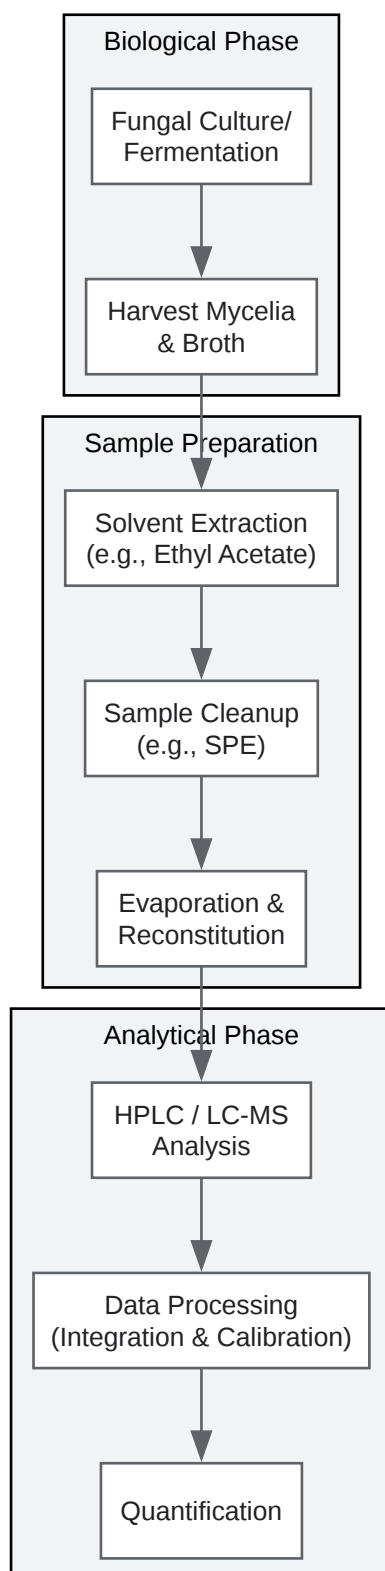 Biological Phase
Fungal Culture/
Fermentation
Harvest Mycelia
& Broth
Sample Preparation
Solvent Extraction
(e.g., Ethyl Acetate)
Sample Cleanup
(e.g., SPE)
Evaporation &
Reconstitution
Analytical Phase
HPLC / LC-MS
Analysis
Data Processing
(Integration & Calibration)
Quantification